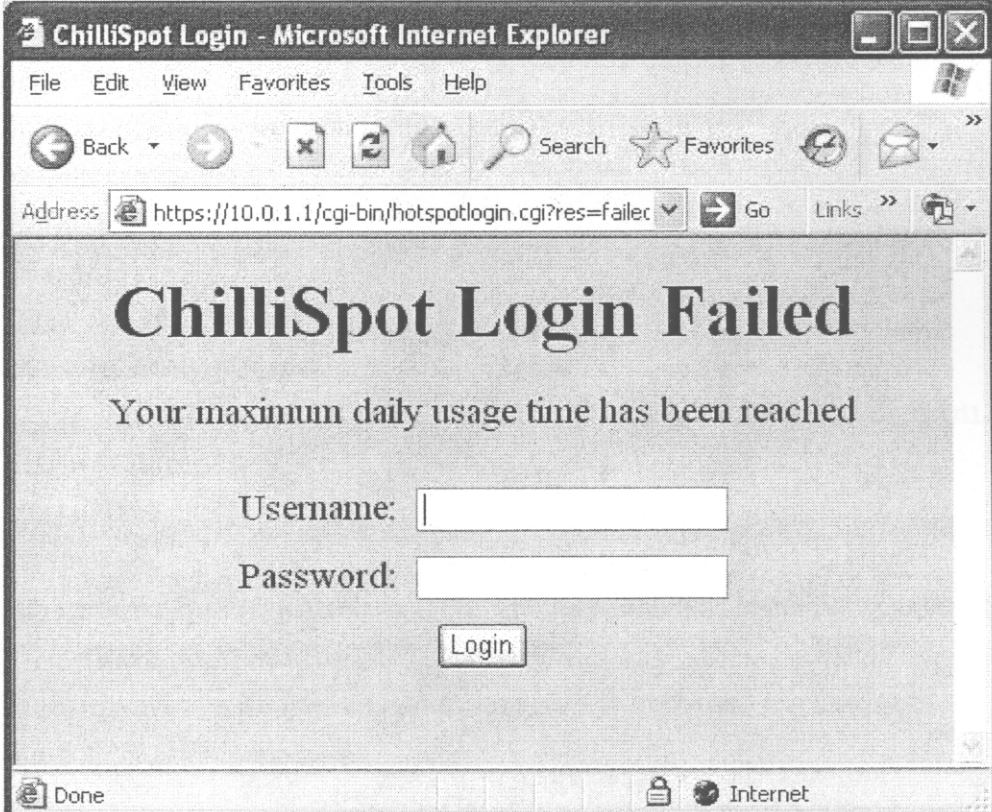 ChilliSpot Login - Microsoft Internet Explorer
File Edit View Favorites Tools Help
Back Search Favorites »
Address https://10.0.1.1/cgi-bin/hotspotlogin.cgi?res=failed Go Links »
ChilliSpot Login Failed
Your maximum daily usage time has been reached
Username:
Password:
Login
Done Internet